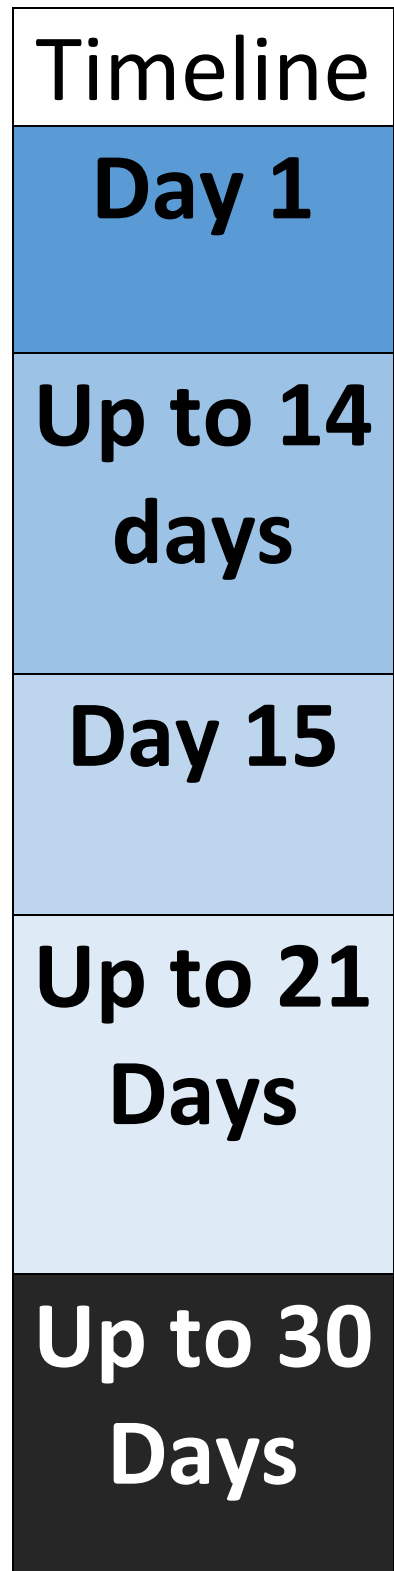 Timeline
Day 1
Up to 14
days
Day 15
Up to 21
Days
Up to 30
Days